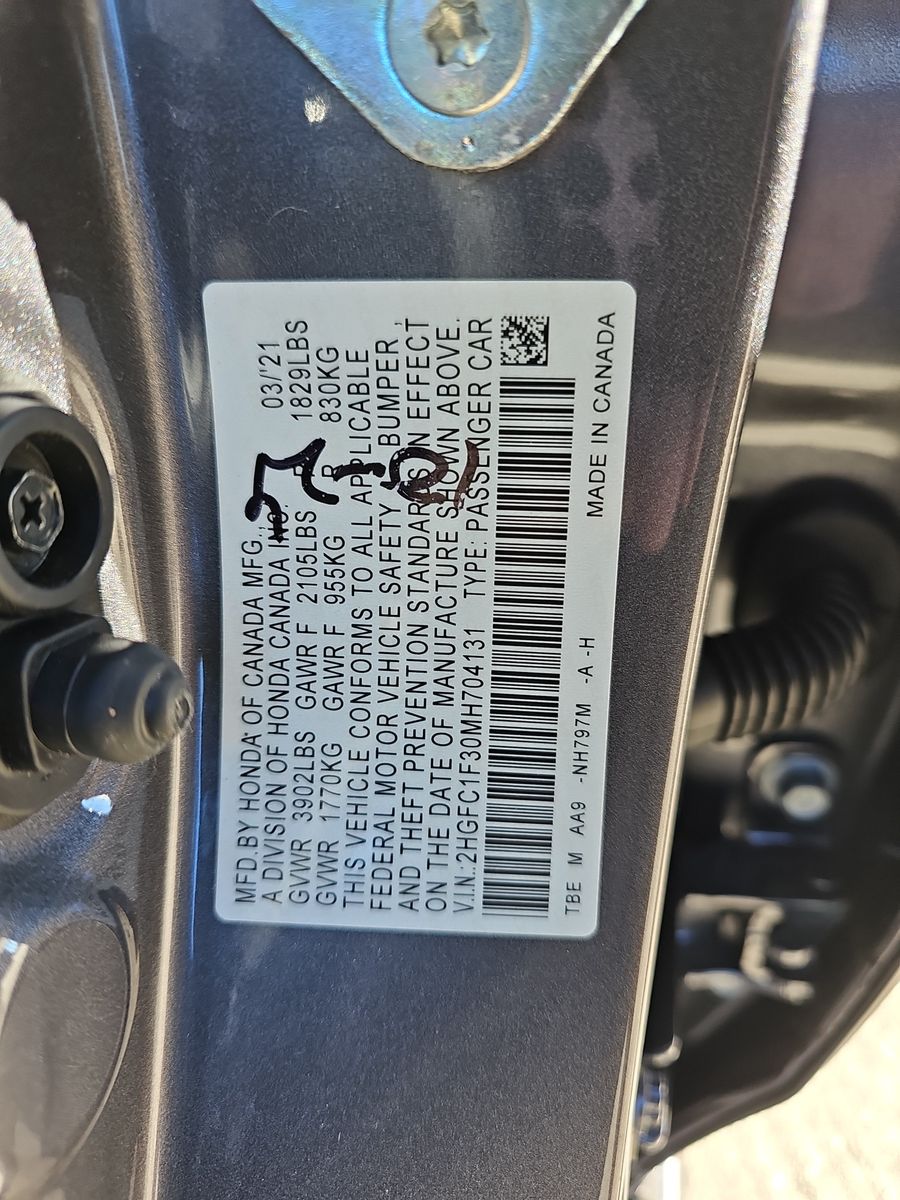 MFD.BY HONDA OF CANADA MFG., 03/'21
A DIVISION OF HONDA CANADA INC.
GVWR 3902LBS GAWR F 2105LBS R 1829LBS
GVWR 1770KG GAWR F 955KG R 830KG
THIS VEHICLE CONFORMS TO ALL APPLICABLE
FEDERAL MOTOR VEHICLE SAFETY, BUMPER,
AND THEFT PREVENTION STANDARDS IN EFFECT
ON THE DATE OF MANUFACTURE SHOWN ABOVE.
V.I.N.:2HGFC1F30MH704131 TYPE: PASSENGER CAR
TBE M AA9 -NH797M -A -H MADE IN CANADA